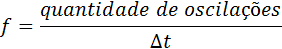 f = quantidade de oscilações
Δt